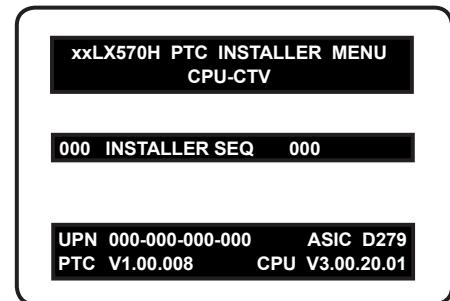 xxLX570H PTC INSTALLER MENU
CPU-CTV
000 INSTALLER SEQ 000
UPN 000-000-000-000 ASIC D279
PTC V1.00.008 CPU V3.00.20.01